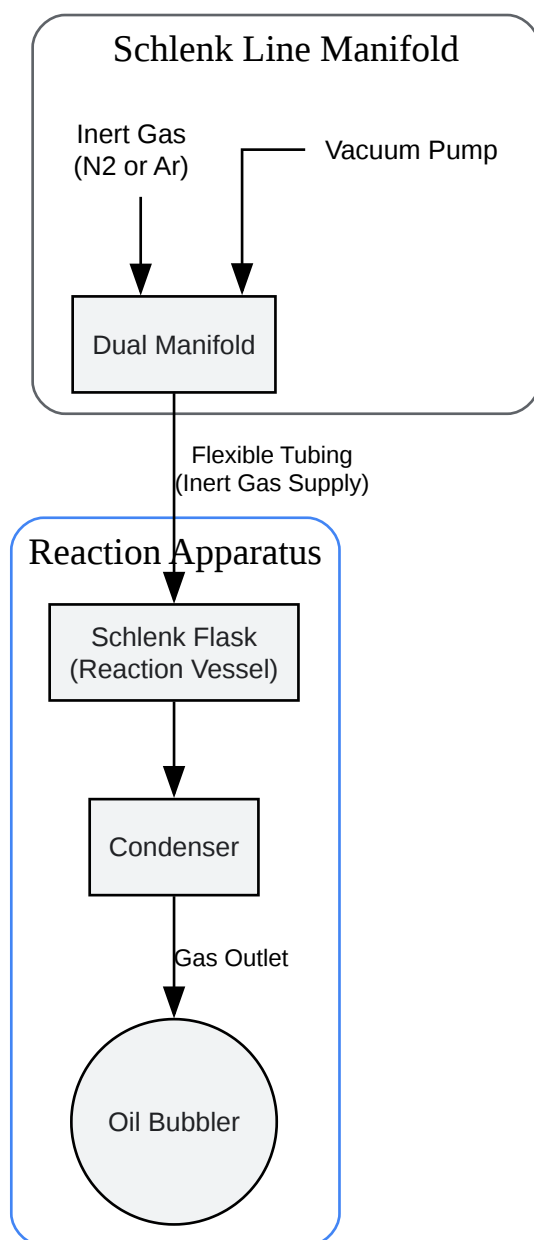 Schlenk Line Manifold
Inert Gas
(N2 or Ar)
Vacuum Pump
Dual Manifold
Flexible Tubing
(Inert Gas Supply)
Reaction Apparatus
Schlenk Flask
(Reaction Vessel)
Condenser
Gas Outlet
Oil Bubbler